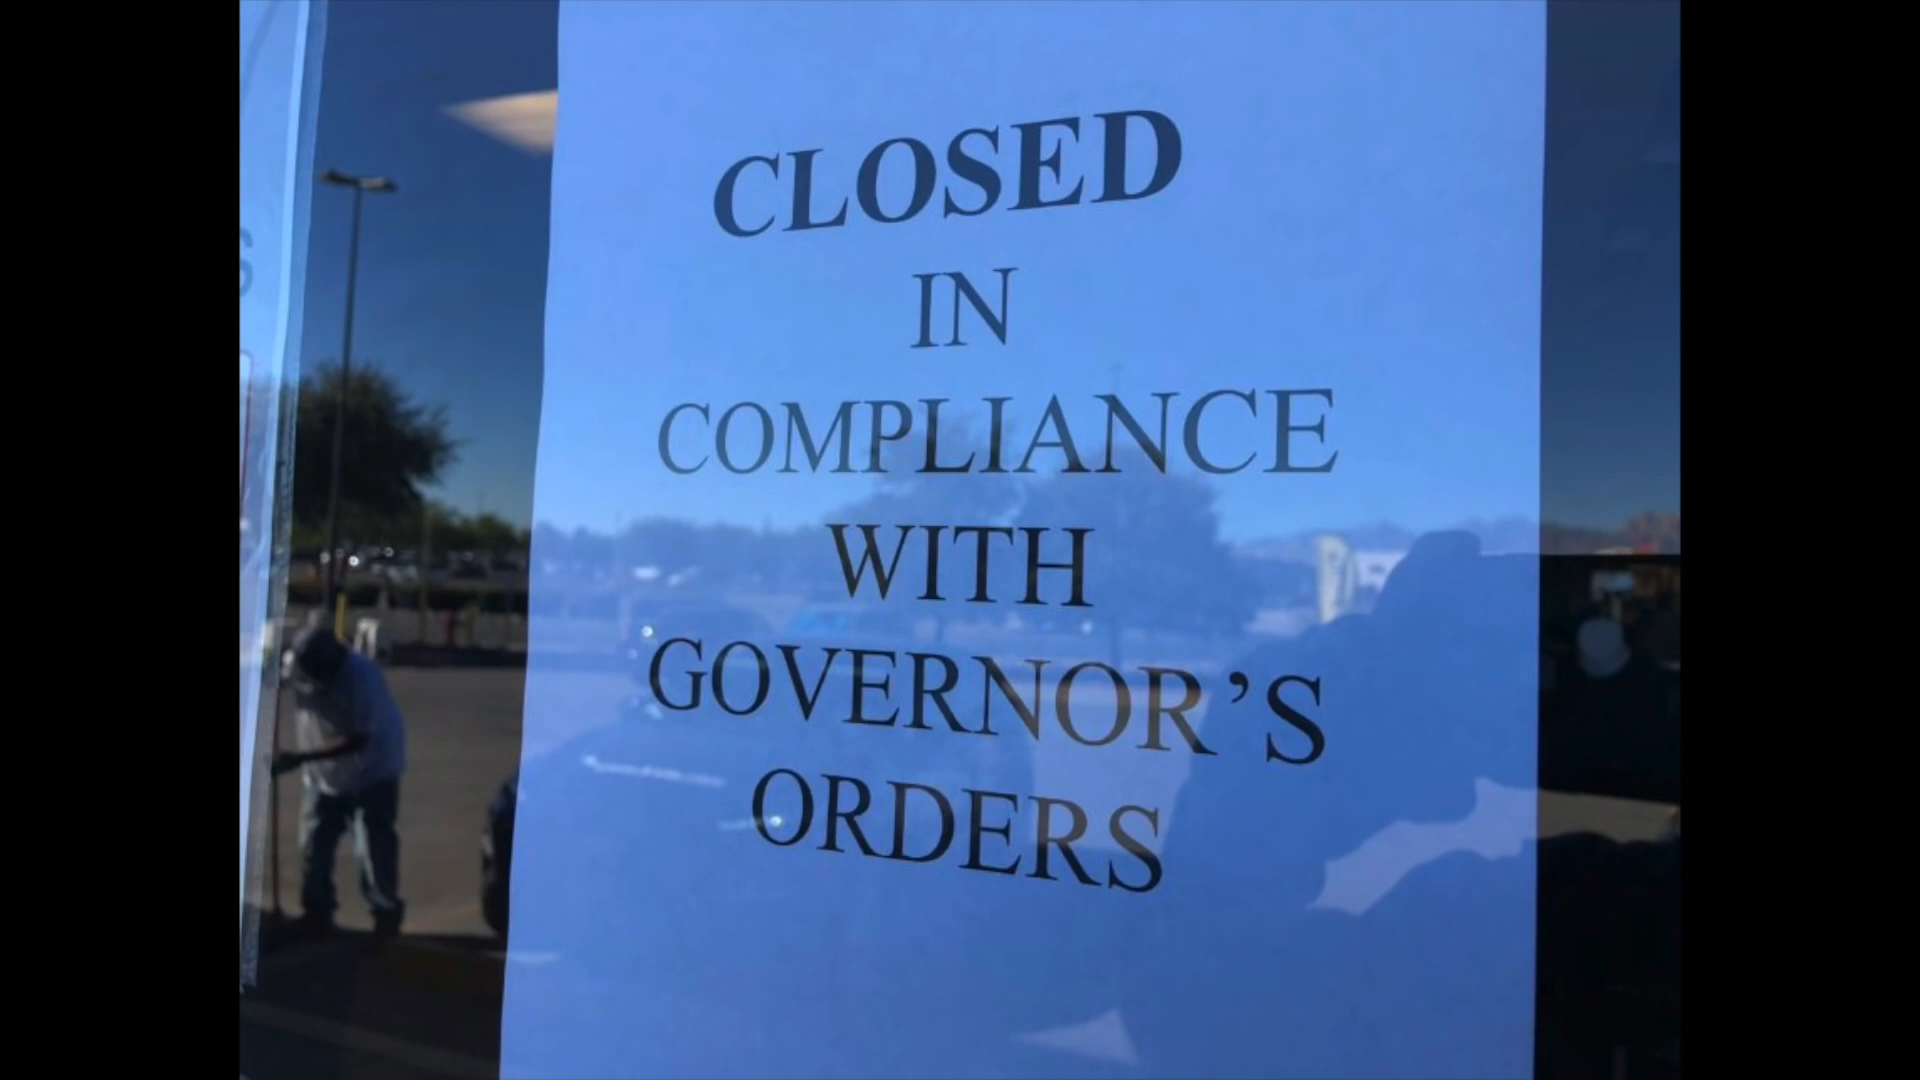 CLOSED
IN
COMPLIANCE
WITH
GOVERNOR'S
ORDERS